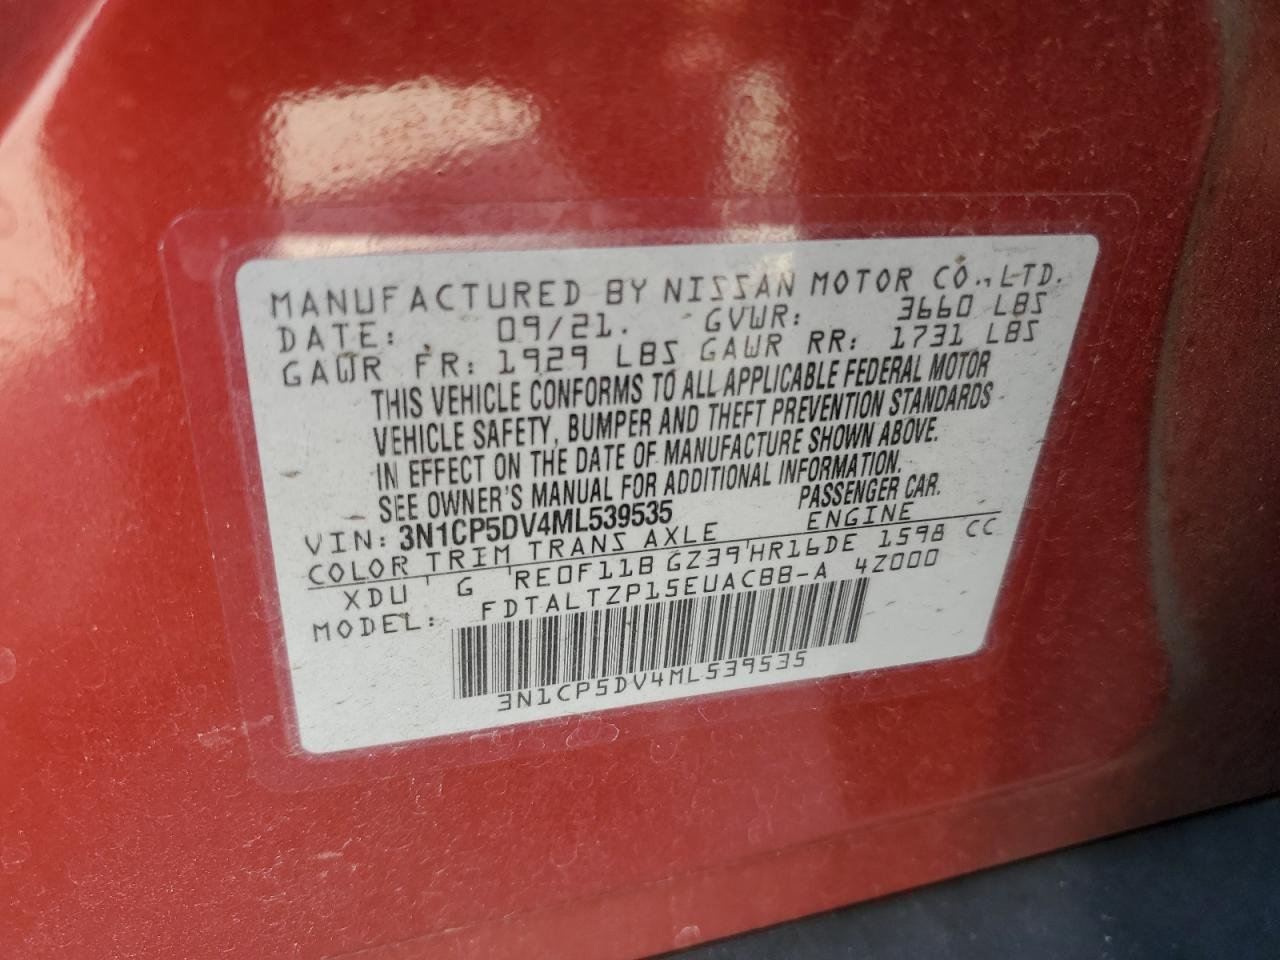 MANUFACTURED BY NISSAN MOTOR CO., LTD.
DATE: 09/21. GVWR: 3660 LBS
GAWR FR: 1929 LBS GAWR RR: 1731 LBS
THIS VEHICLE CONFORMS TO ALL APPLICABLE FEDERAL MOTOR
VEHICLE SAFETY, BUMPER AND THEFT PREVENTION STANDARDS
IN EFFECT ON THE DATE OF MANUFACTURE SHOWN ABOVE.
SEE OWNER'S MANUAL FOR ADDITIONAL INFORMATION.
VIN: 3N1CP5DV4ML539535 PASSENGER CAR.
COLOR TRIM TRANS AXLE ENGINE
XDU G RE0F11B GZ39 HR16DE 1598 CC
MODEL: FDTALTZP15EUACBB-A 4Z000
3N1CP5DV4ML539535